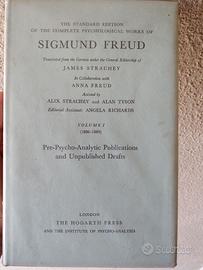 THE STANDARD EDITION
OF THE COMPLETE PSYCHOLOGICAL WORKS OF
SIGMUND FREUD
Translated from the German under the General Editorship of
JAMES STRACHEY
In Collaboration with
ANNA FREUD
Assisted by
ALIX STRACHEY and ALAN TYSON
Editorial Assistant: ANGELA RICHARDS
VOLUME I
(1886-1899)
Pre-Psycho-Analytic Publications
and Unpublished Drafts
LONDON
THE HOGARTH PRESS
AND THE INSTITUTE OF PSYCHO-ANALYSIS
subito